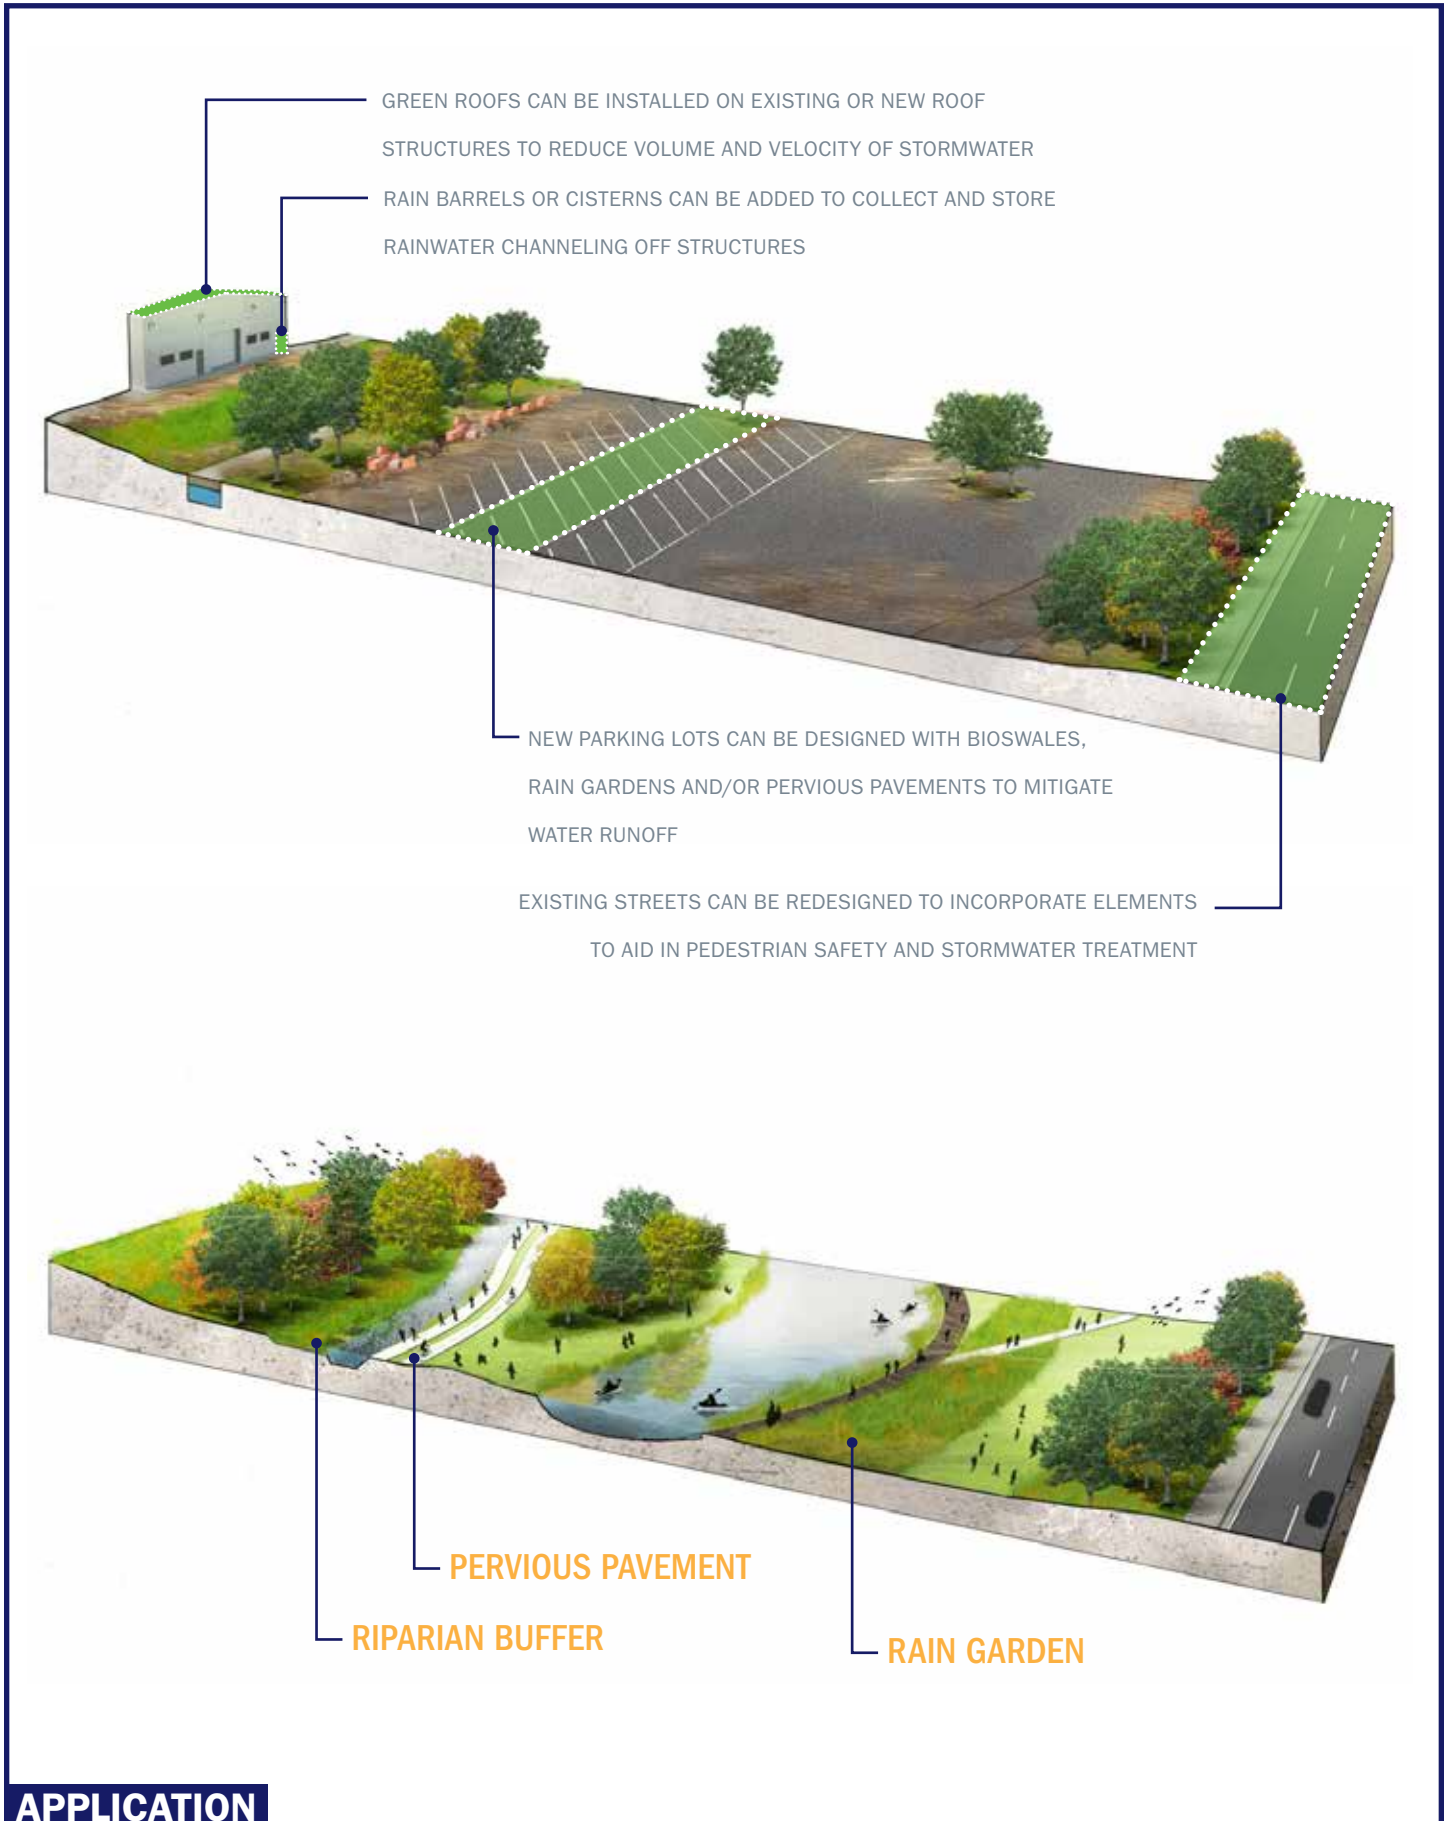 GREEN ROOFS CAN BE INSTALLED ON EXISTING OR NEW ROOF
STRUCTURES TO REDUCE VOLUME AND VELOCITY OF STORMWATER
RAIN BARRELS OR CISTERNS CAN BE ADDED TO COLLECT AND STORE
RAINWATER CHANNELING OFF STRUCTURES
NEW PARKING LOTS CAN BE DESIGNED WITH BIOSWALES,
RAIN GARDENS AND/OR PERVIOUS PAVEMENTS TO MITIGATE
WATER RUNOFF
EXISTING STREETS CAN BE REDESIGNED TO INCORPORATE ELEMENTS
TO AID IN PEDESTRIAN SAFETY AND STORMWATER TREATMENT
PERVIOUS PAVEMENT
RIPARIAN BUFFER
RAIN GARDEN
APPLICATION